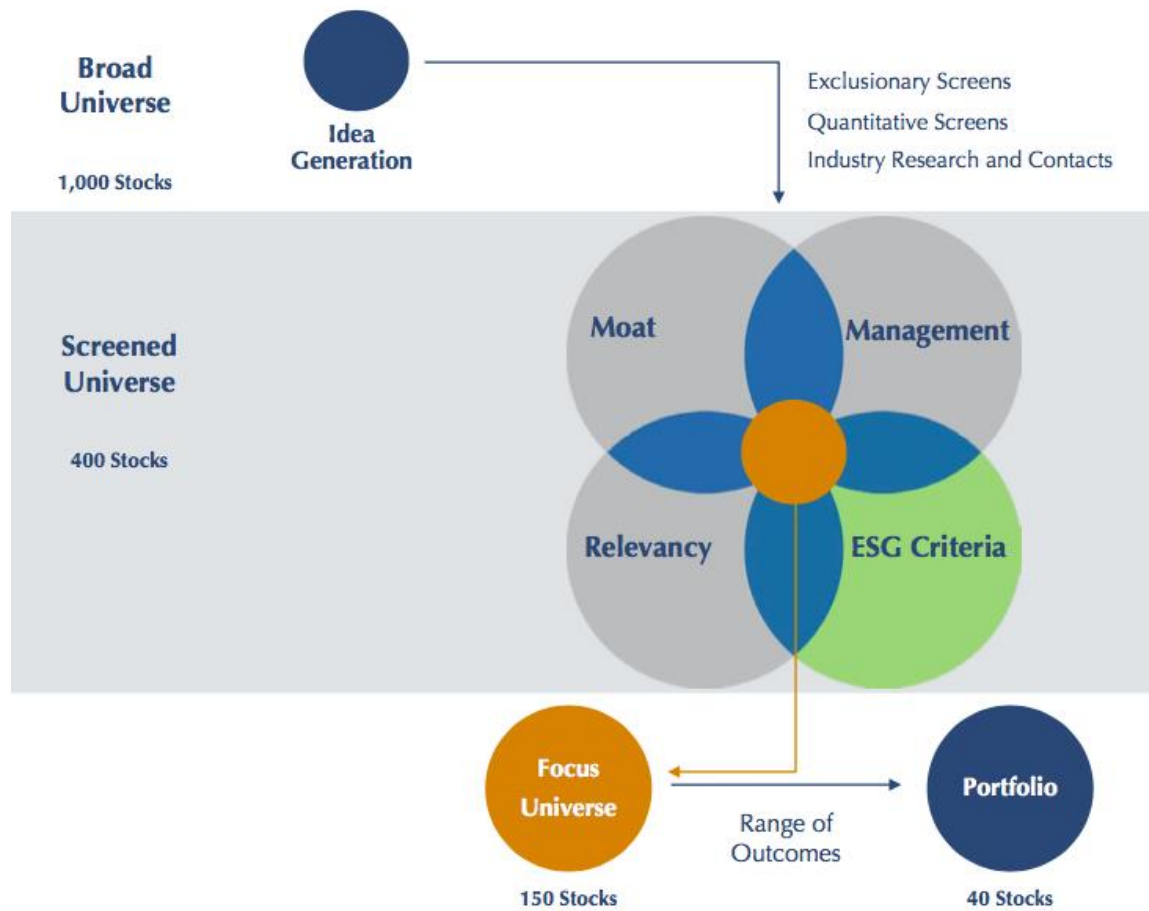 Broad
Universe
1,000 Stocks
Idea
Generation
Exclusionary Screens
Quantitative Screens
Industry Research and Contacts
Screened
Universe
400 Stocks
Moat
Management
Relevancy
ESG Criteria
Focus
Universe
150 Stocks
Range of
Outcomes
Portfolio
40 Stocks